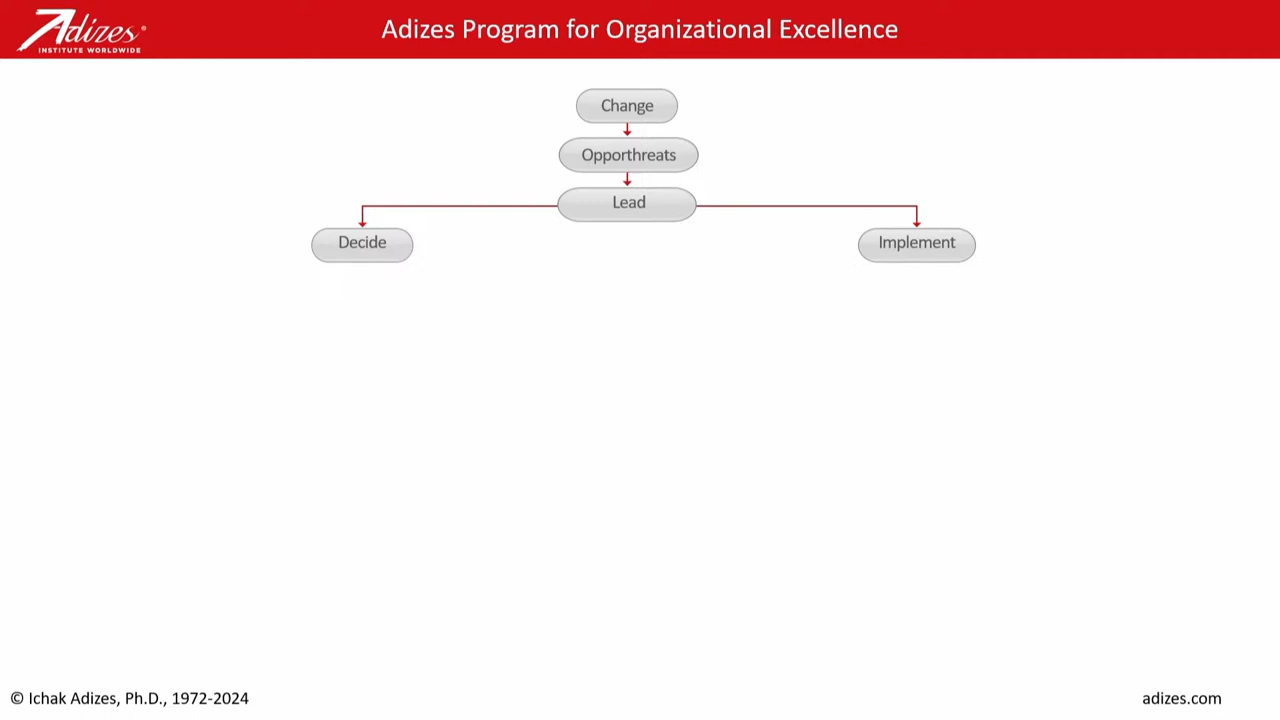 Adizes®
INSTITUTE WORLDWIDE
Adizes Program for Organizational Excellence
Change
Opporthreats
Lead
Decide
Implement
© Ichak Adizes, Ph.D., 1972-2024
adizes.com